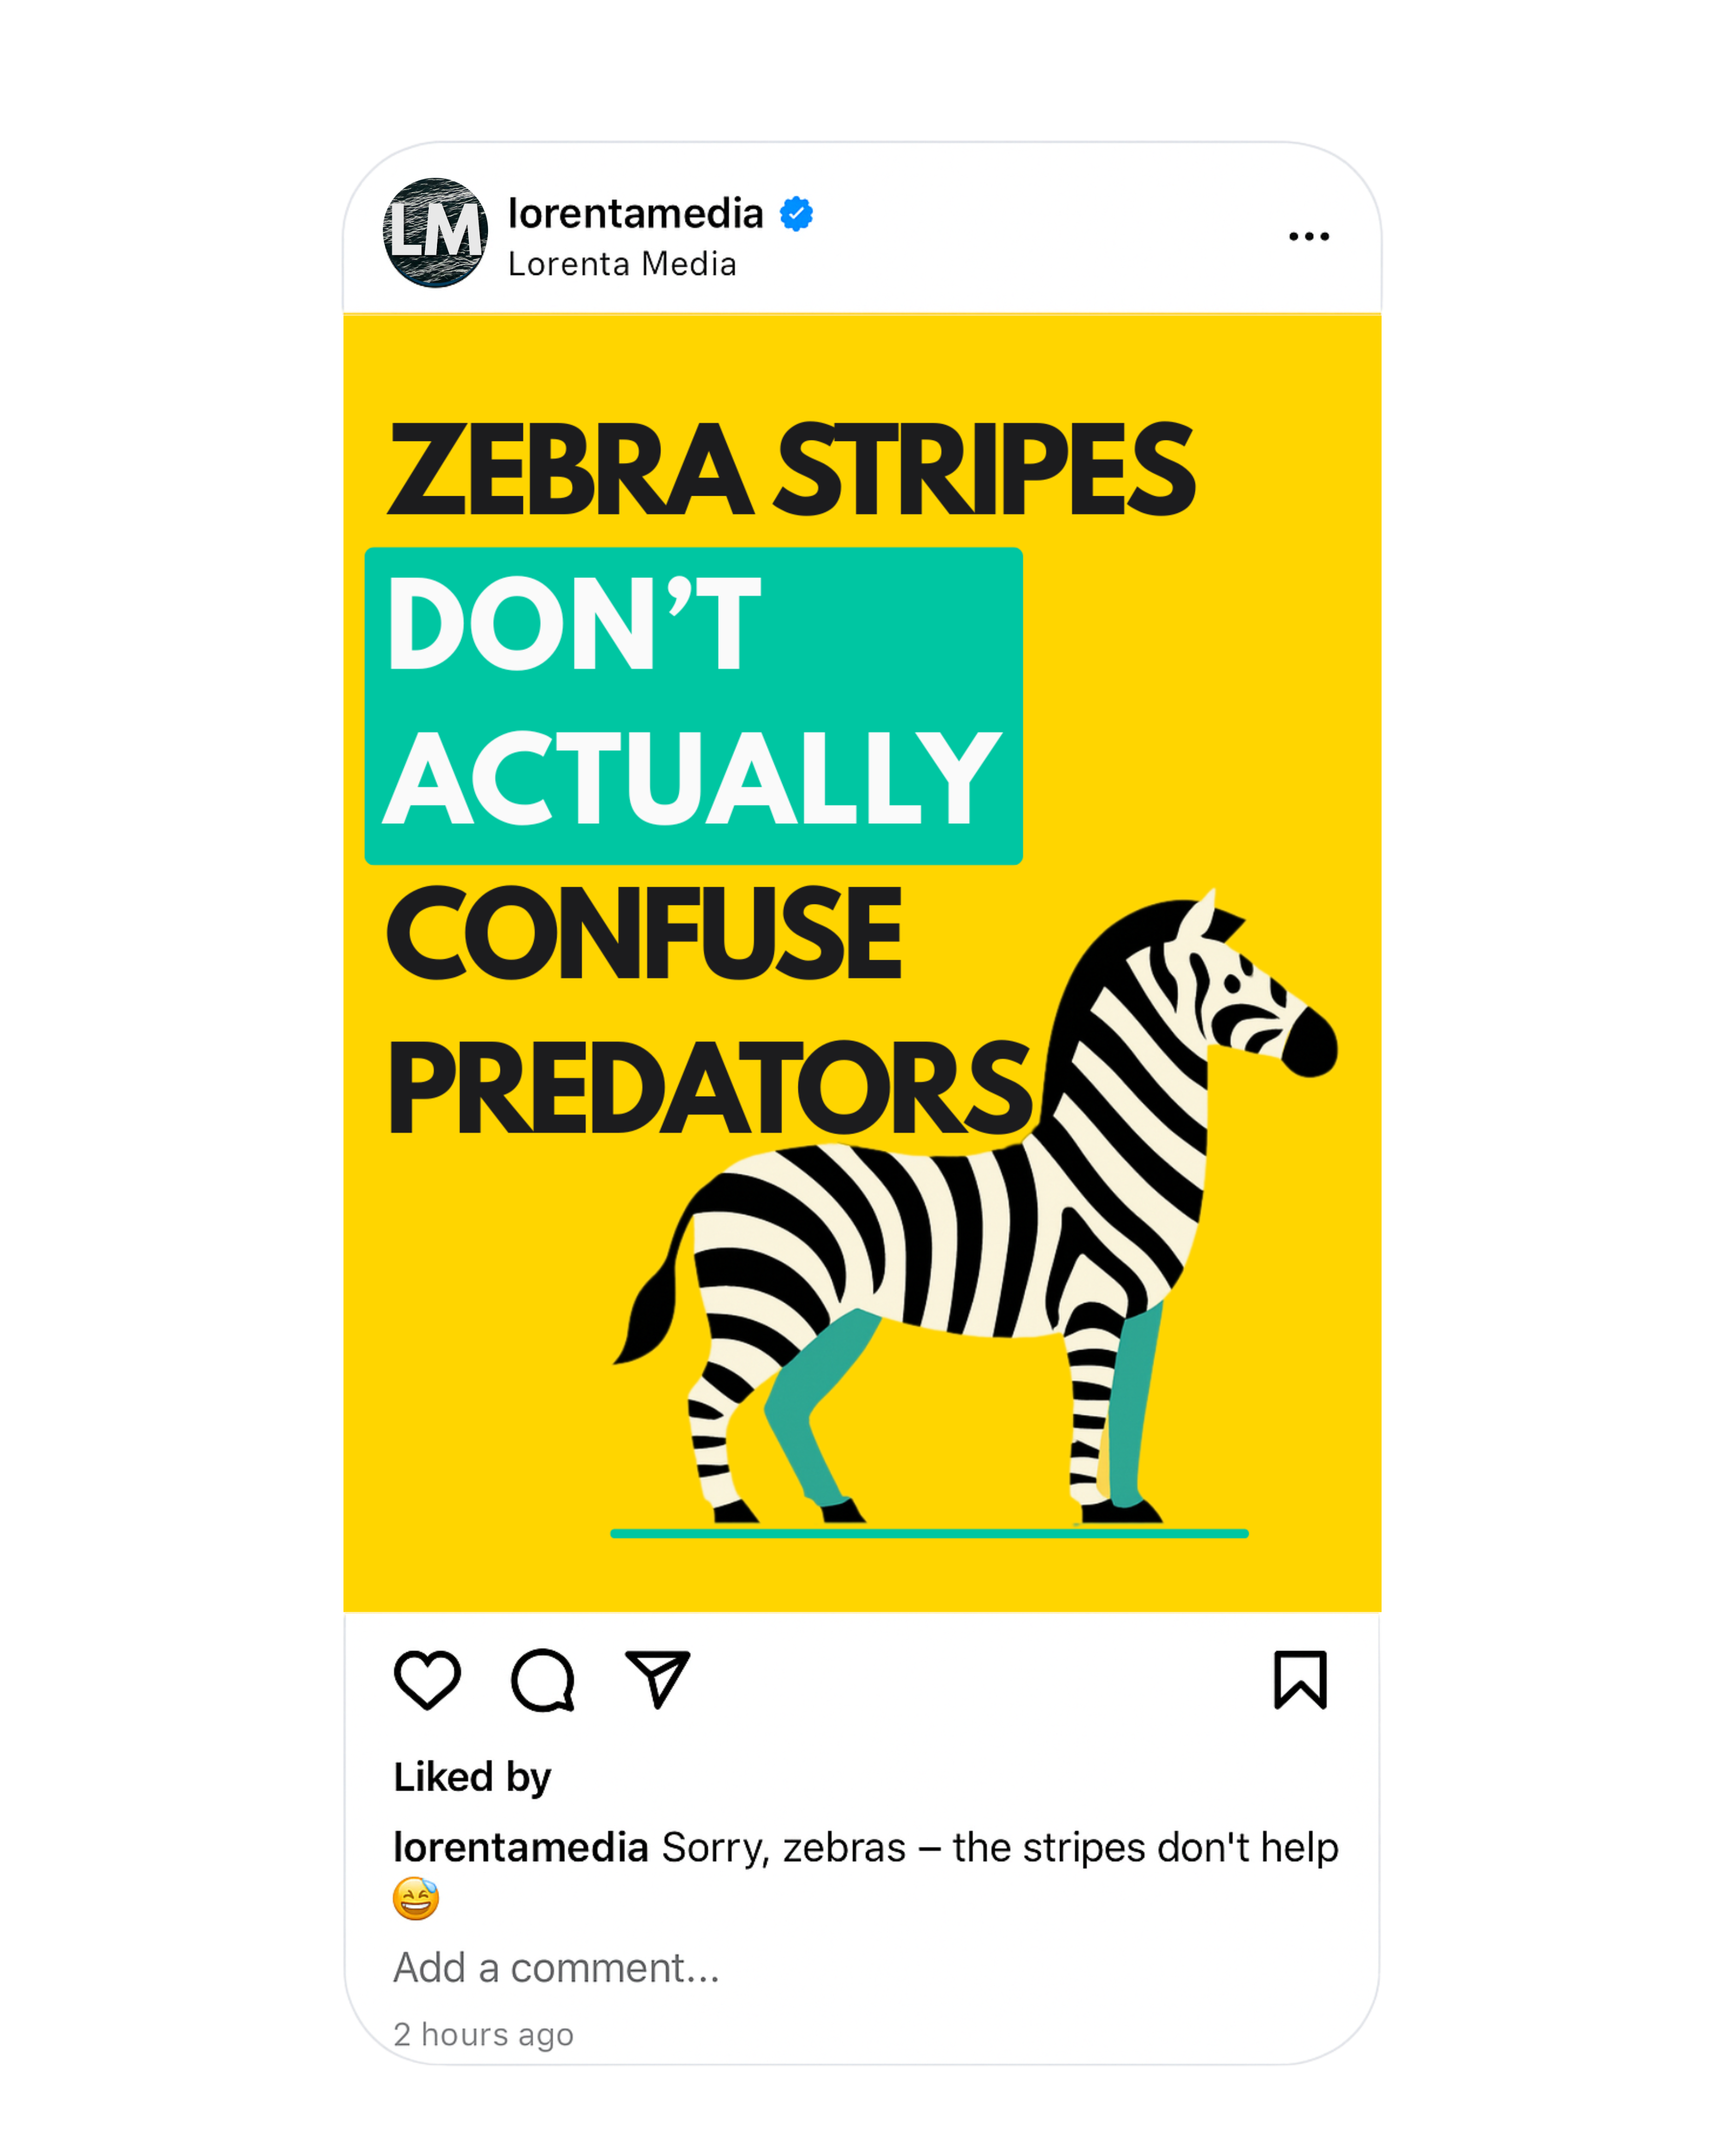 LM
lorentamedia
Lorenta Media
ZEBRA STRIPES
DON’T
ACTUALLY
CONFUSE
PREDATORS
Liked by
lorentamedia Sorry, zebras – the stripes don't help
😅
Add a comment...
2 hours ago